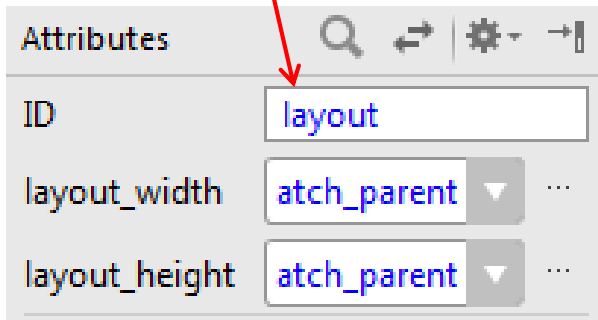 Attributes
ID layout
layout_width atch_parent ...
layout_height atch_parent ...